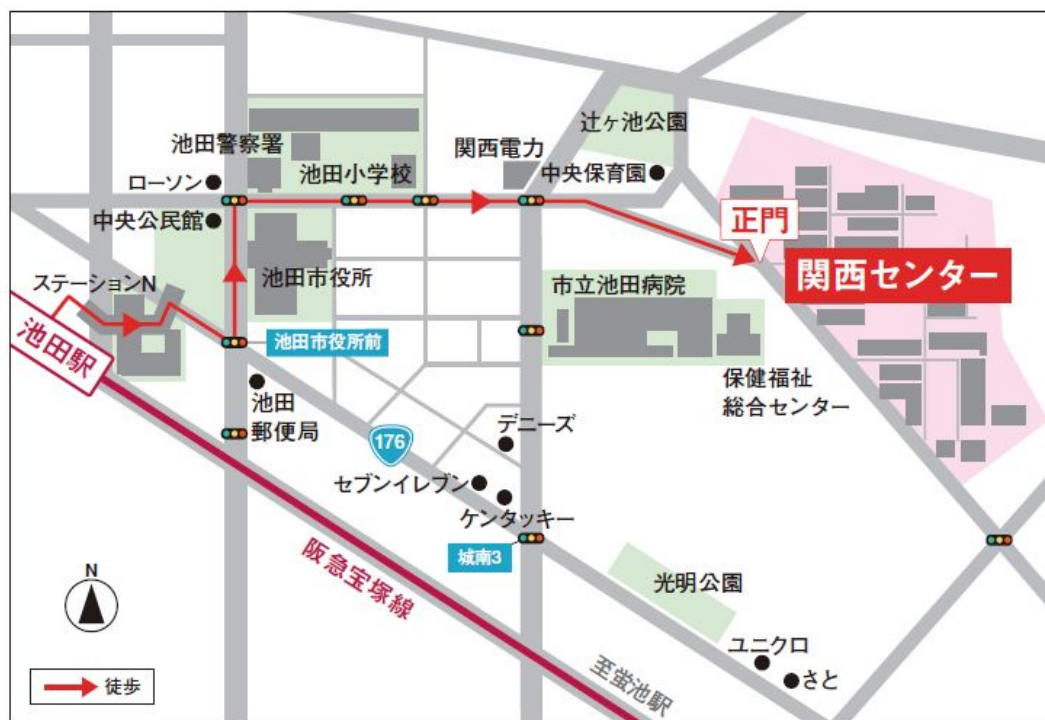 辻ヶ池公園
池田警察署
関西電力
池田小学校
中央保育園
ローソン
中央公民館
正門
関西センター
ステーションN
池田市役所
市立池田病院
池田駅
池田市役所前
保健福祉
総合センター
池田
郵便局
デニーズ
176
セブンイレブン
ケンタッキー
城南3
阪急宝塚線
光明公園
N
ユニクロ
さと
至蛍池駅
徒歩